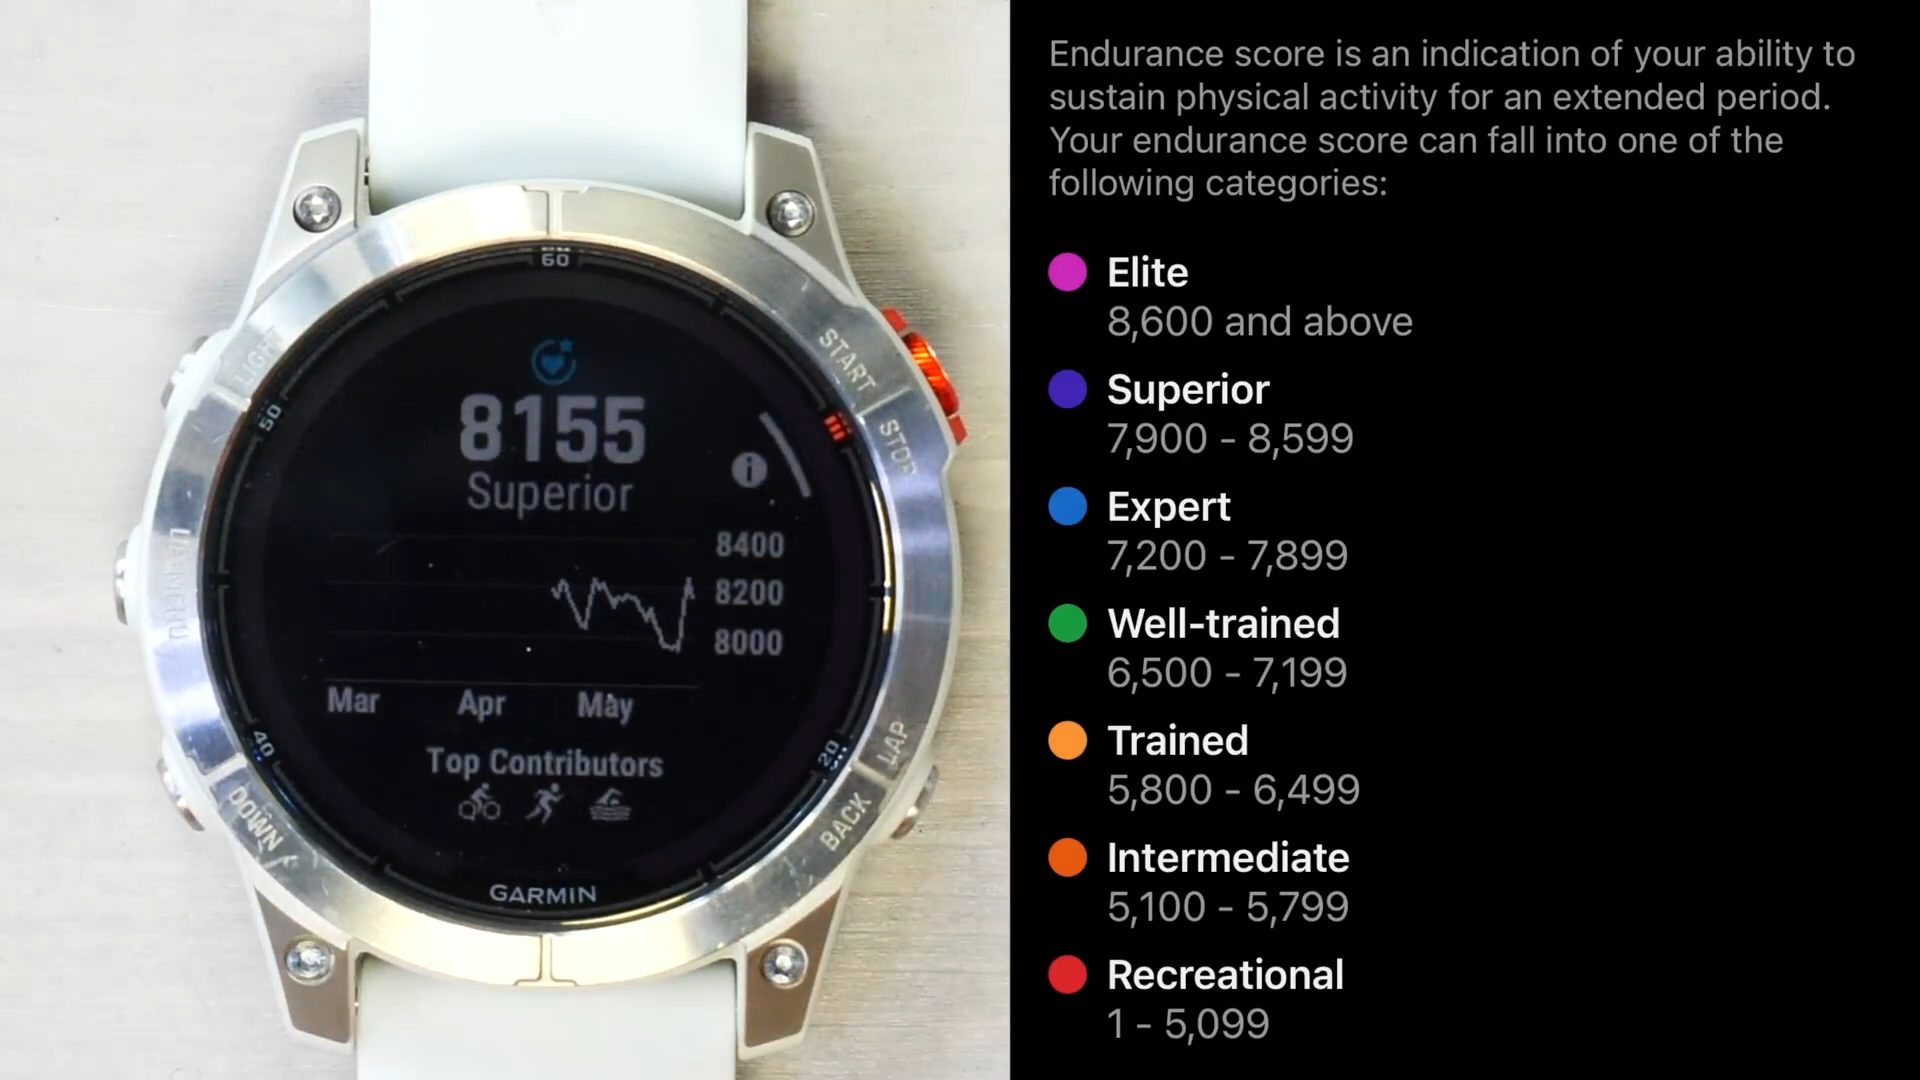 60
LIGHT
START
STOP
50
8155
Superior
8400
8200
8000
UP·MENU
Mar Apr May
Top Contributors
40
20
LAP
DOWN
BACK
GARMIN
Endurance score is an indication of your ability to
sustain physical activity for an extended period.
Your endurance score can fall into one of the
following categories:
Elite
8,600 and above
Superior
7,900 - 8,599
Expert
7,200 - 7,899
Well-trained
6,500 - 7,199
Trained
5,800 - 6,499
Intermediate
5,100 - 5,799
Recreational
1 - 5,099